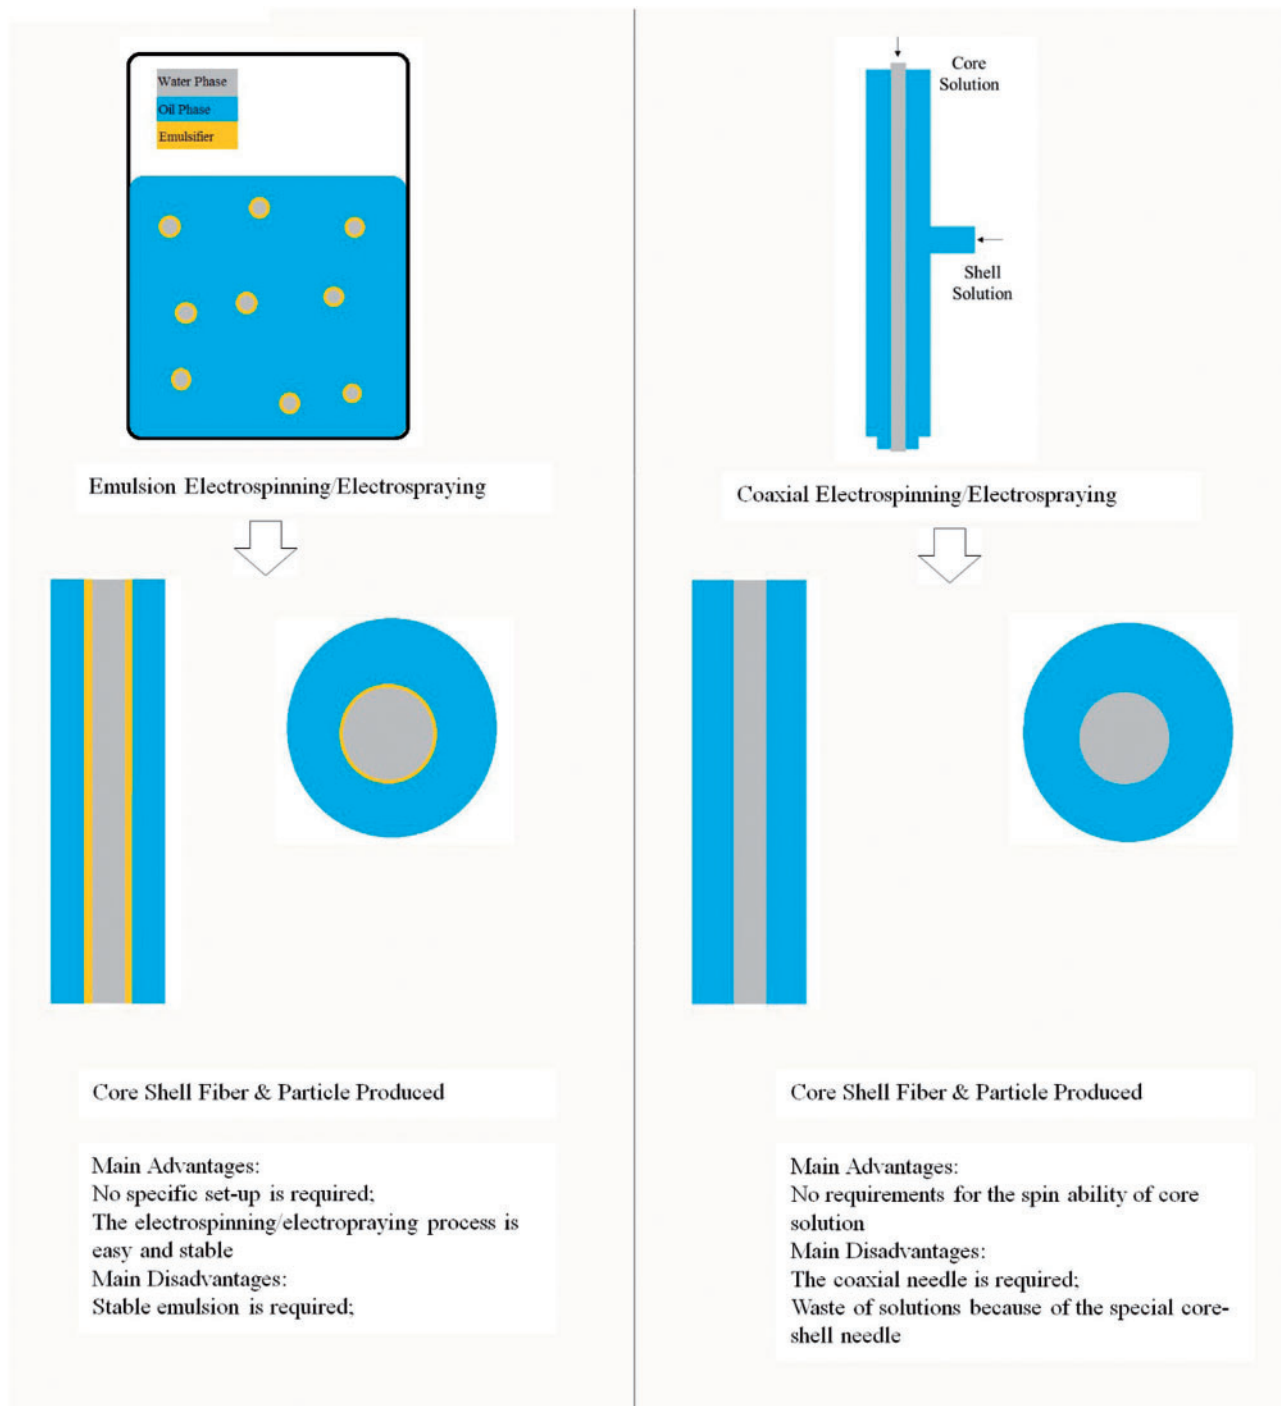 Water Phase
Oil Phase
Emulsifier
Emulsion Electrospinning/Electrospraying
Core Shell Fiber & Particle Produced
Main Advantages:
No specific set-up is required;
The electrospinning/electropraying process is
easy and stable
Main Disadvantages:
Stable emulsion is required;
Core
Solution
Shell
Solution
Coaxial Electrospinning/Electrospraying
Core Shell Fiber & Particle Produced
Main Advantages:
No requirements for the spin ability of core
solution
Main Disadvantages:
The coaxial needle is required;
Waste of solutions because of the special core-
shell needle